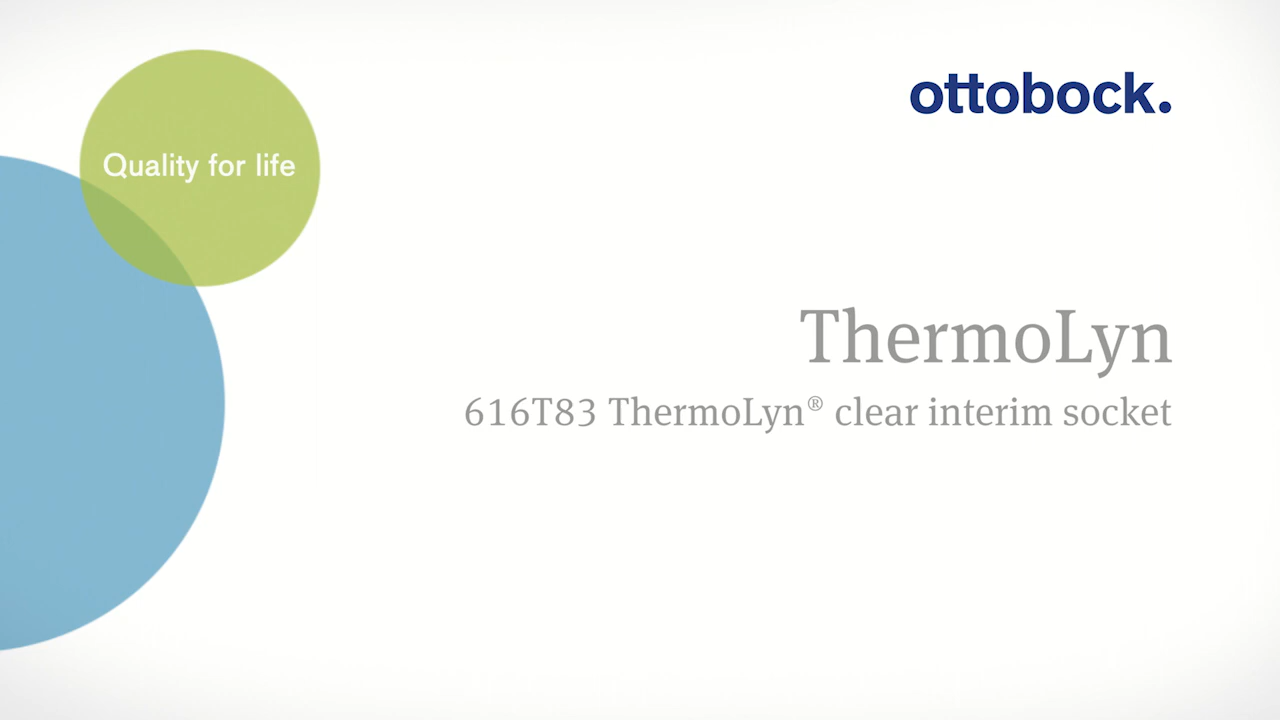 ottobock.
Quality for life
ThermoLyn
616T83 ThermoLyn® clear interim socket